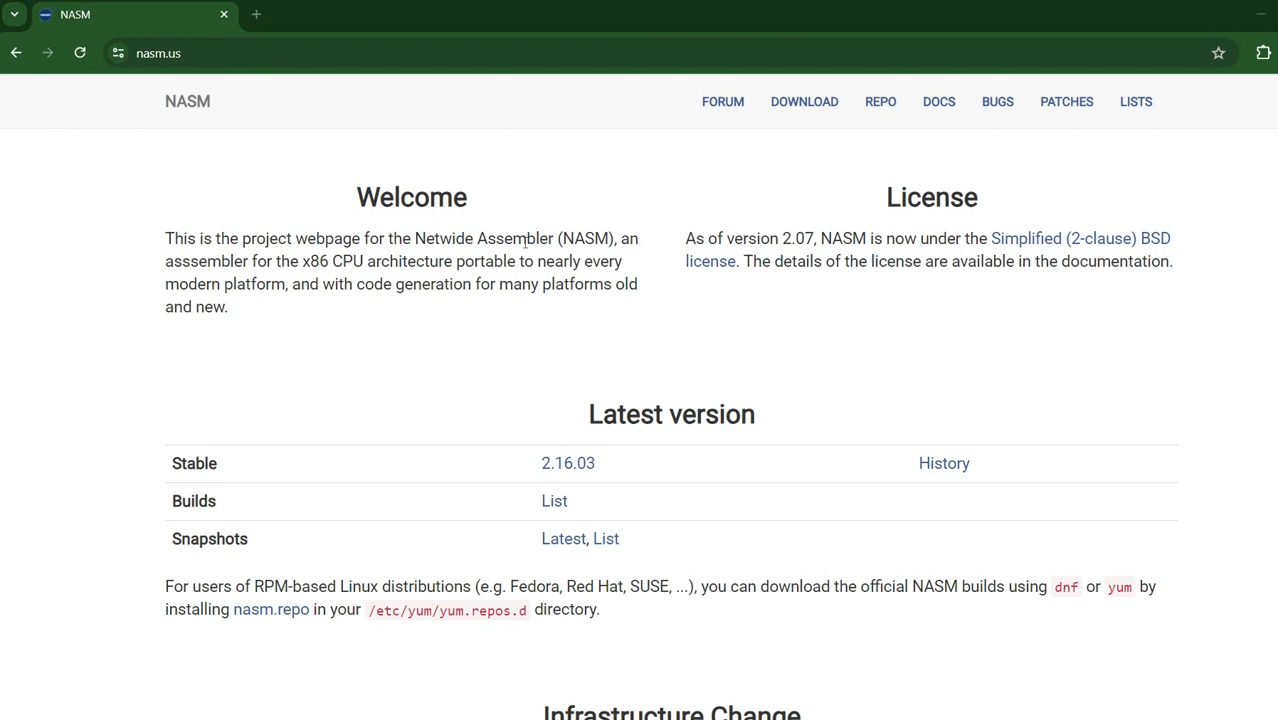 NASM
nasm.us
NASM
FORUM DOWNLOAD REPO DOCS BUGS PATCHES LISTS
Welcome
This is the project webpage for the Netwide Assembler (NASM), an
asssembler for the x86 CPU architecture portable to nearly every
modern platform, and with code generation for many platforms old
and new.
License
As of version 2.07, NASM is now under the Simplified (2-clause) BSD
license. The details of the license are available in the documentation.
Latest version
Stable 2.16.03 History
Builds List
Snapshots Latest, List
For users of RPM-based Linux distributions (e.g. Fedora, Red Hat, SUSE, ...), you can download the official NASM builds using dnf or yum by
installing nasm.repo in your /etc/yum/yum.repos.d directory.
Infrastructure Change